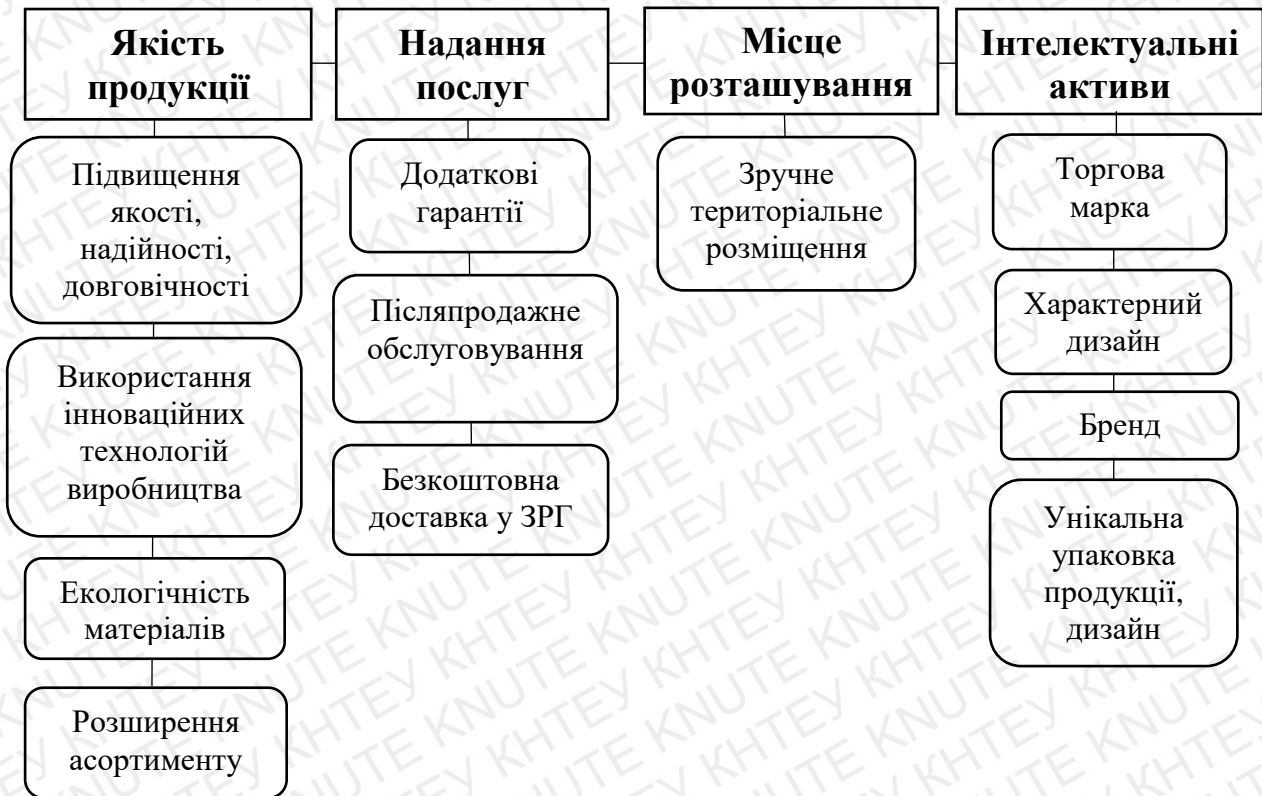 Якість
продукції
Надання
послуг
Місце
розташування
Інтелектуальні
активи
Підвищення
якості,
надійності,
довговічності
Використання
інноваційних
технологій
виробництва
Екологічність
матеріалів
Розширення
асортименту
Додаткові
гарантії
Післяпродажне
обслуговування
Безкоштовна
доставка у ЗРГ
Зручне
територіальне
розміщення
Торгова
марка
Характерний
дизайн
Бренд
Унікальна
упаковка
продукції,
дизайн